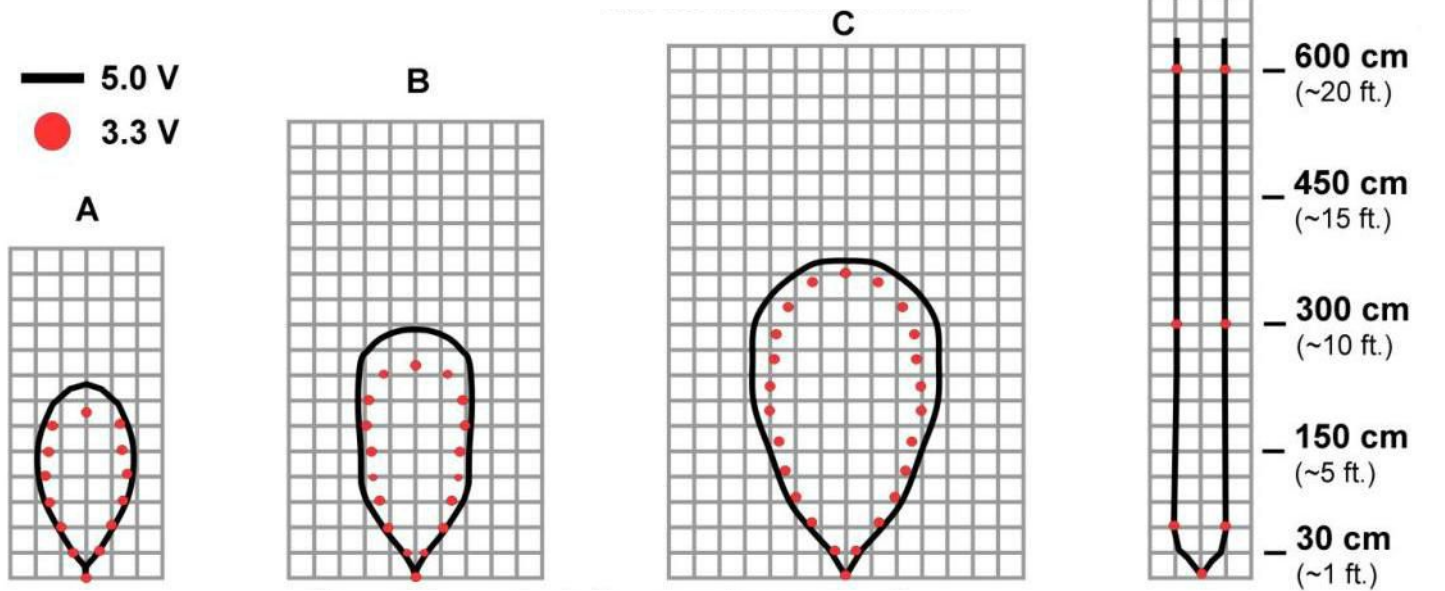 5.0 V
3.3 V
A
B
C
600 cm
(~20 ft.)
450 cm
(~15 ft.)
300 cm
(~10 ft.)
150 cm
(~5 ft.)
30 cm
(~1 ft.)